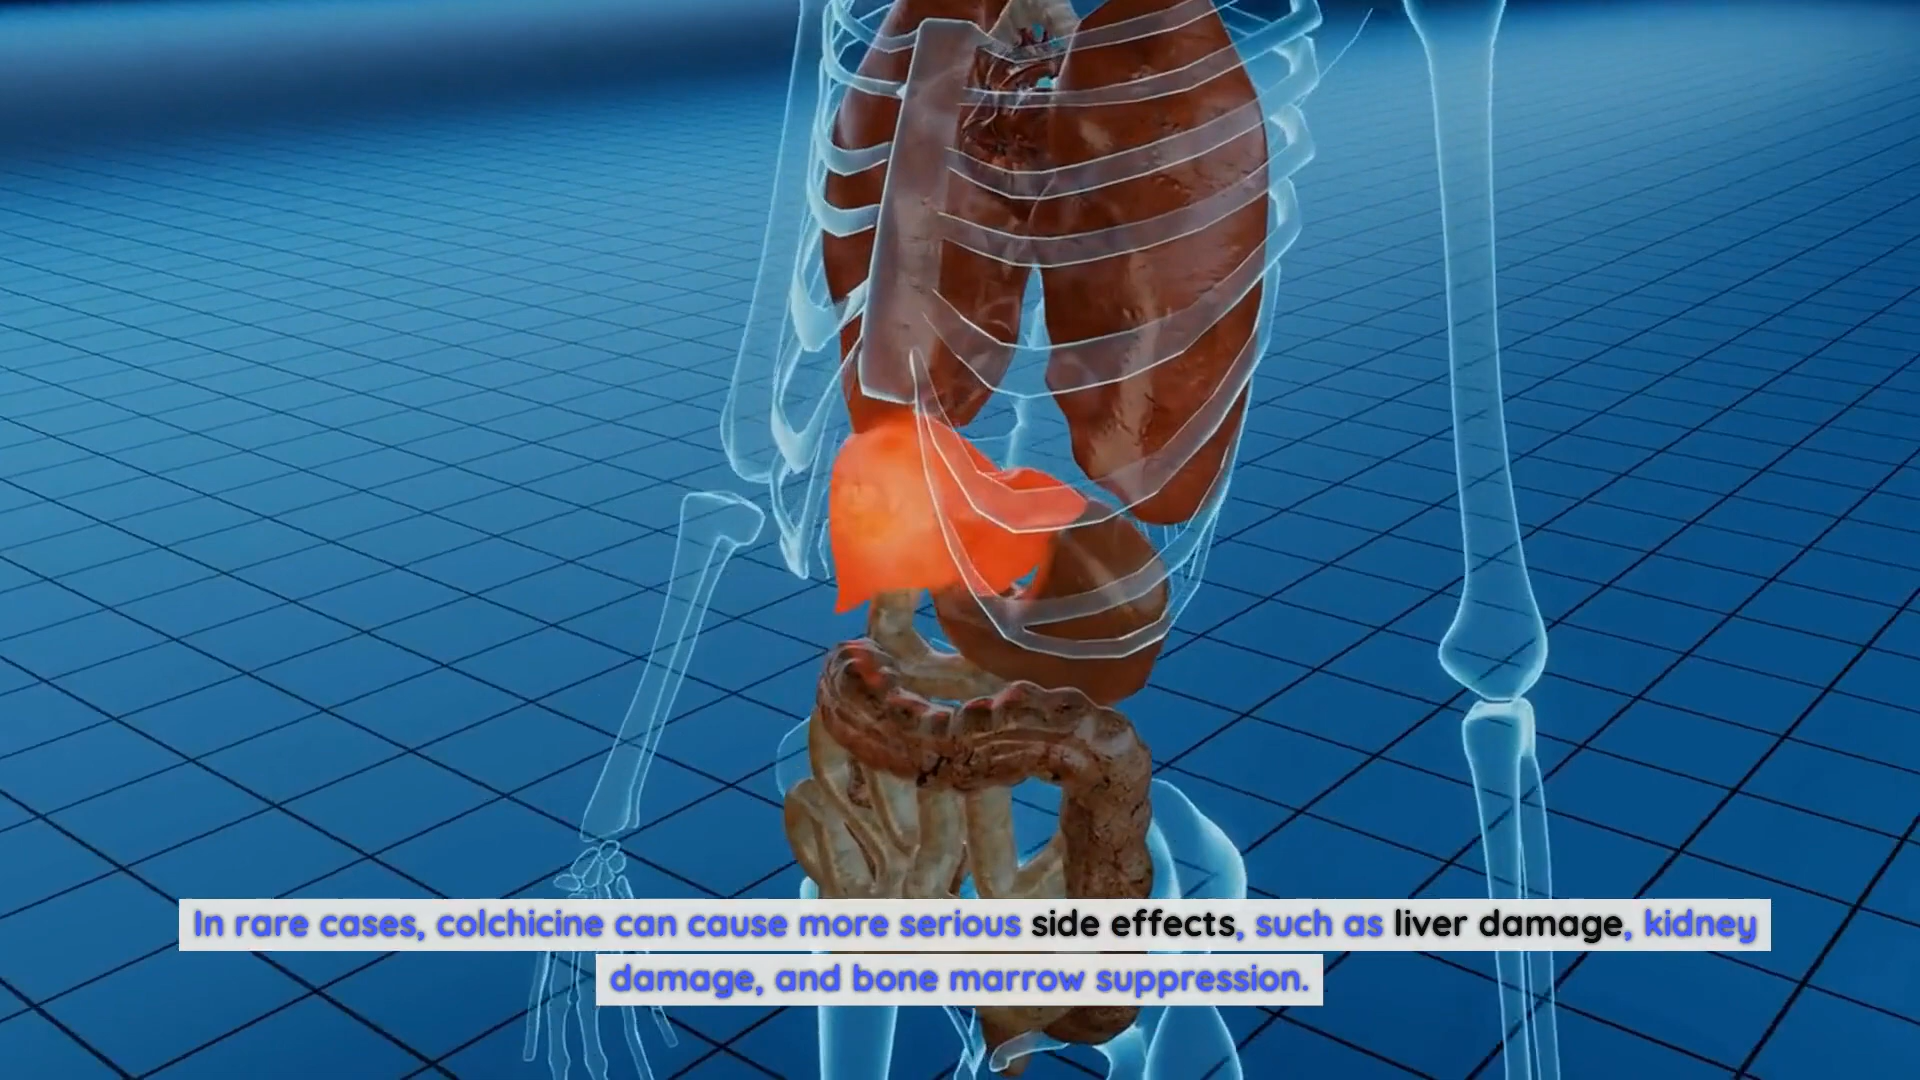 In rare cases, colchicine can cause more serious side effects, such as liver damage, kidney
damage, and bone marrow suppression.